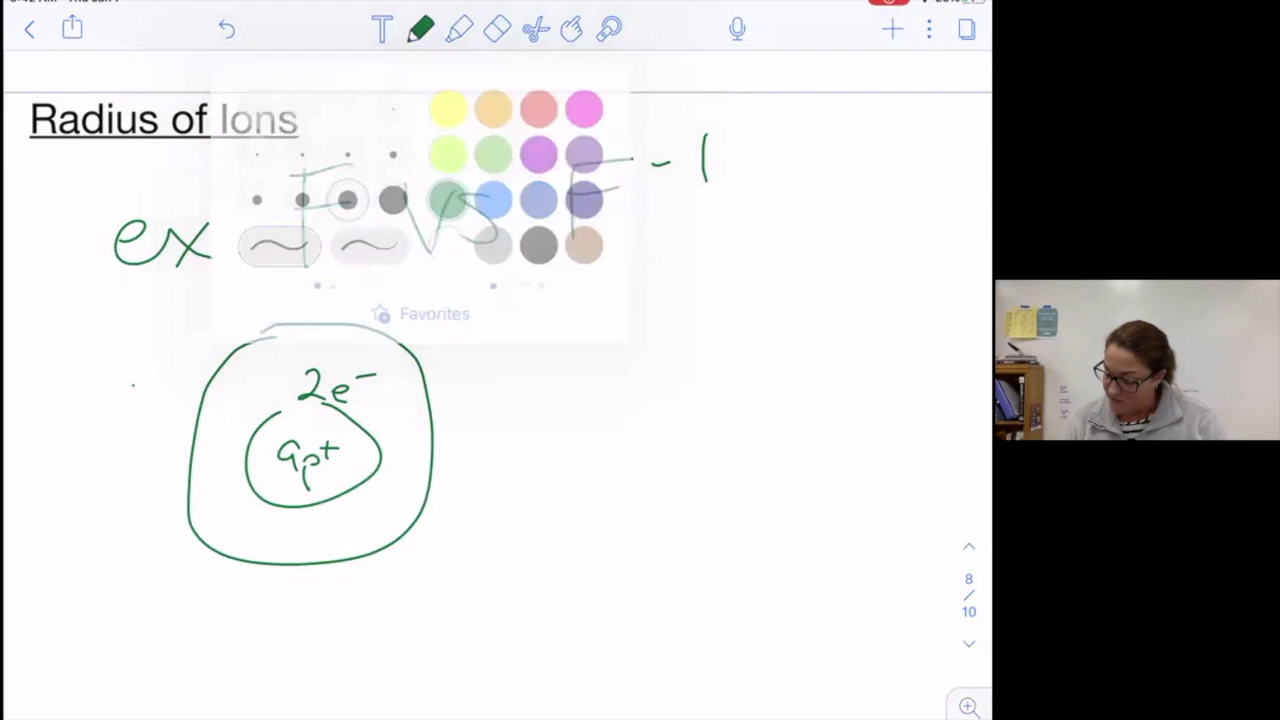 Radius of Ions
ex F vs F -1
Favorites
2e-
9p+
8
/
10